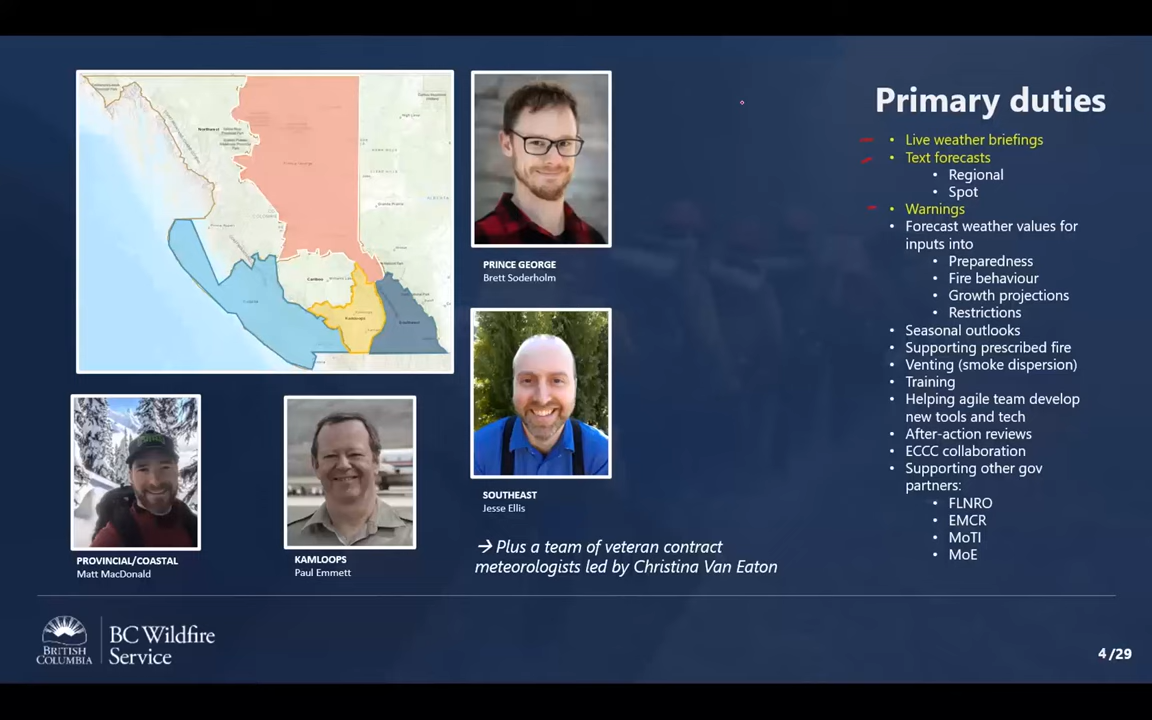 PRINCE GEORGE
Brett Soderholm
SOUTHEAST
Jesse Ellis
PROVINCIAL/COASTAL
Matt MacDonald
KAMLOOPS
Paul Emmett
→ Plus a team of veteran contract
meteorologists led by Christina Van Eaton
Primary duties
• Live weather briefings
• Text forecasts
• Regional
• Spot
• Warnings
• Forecast weather values for
inputs into
• Preparedness
• Fire behaviour
• Growth projections
• Restrictions
• Seasonal outlooks
• Supporting prescribed fire
• Venting (smoke dispersion)
• Training
• Helping agile team develop
new tools and tech
• After-action reviews
• ECCC collaboration
• Supporting other gov
partners:
• FLNRO
• EMCR
• MoTI
• MoE
BRITISH
COLUMBIA
BC Wildfire
Service
4/29